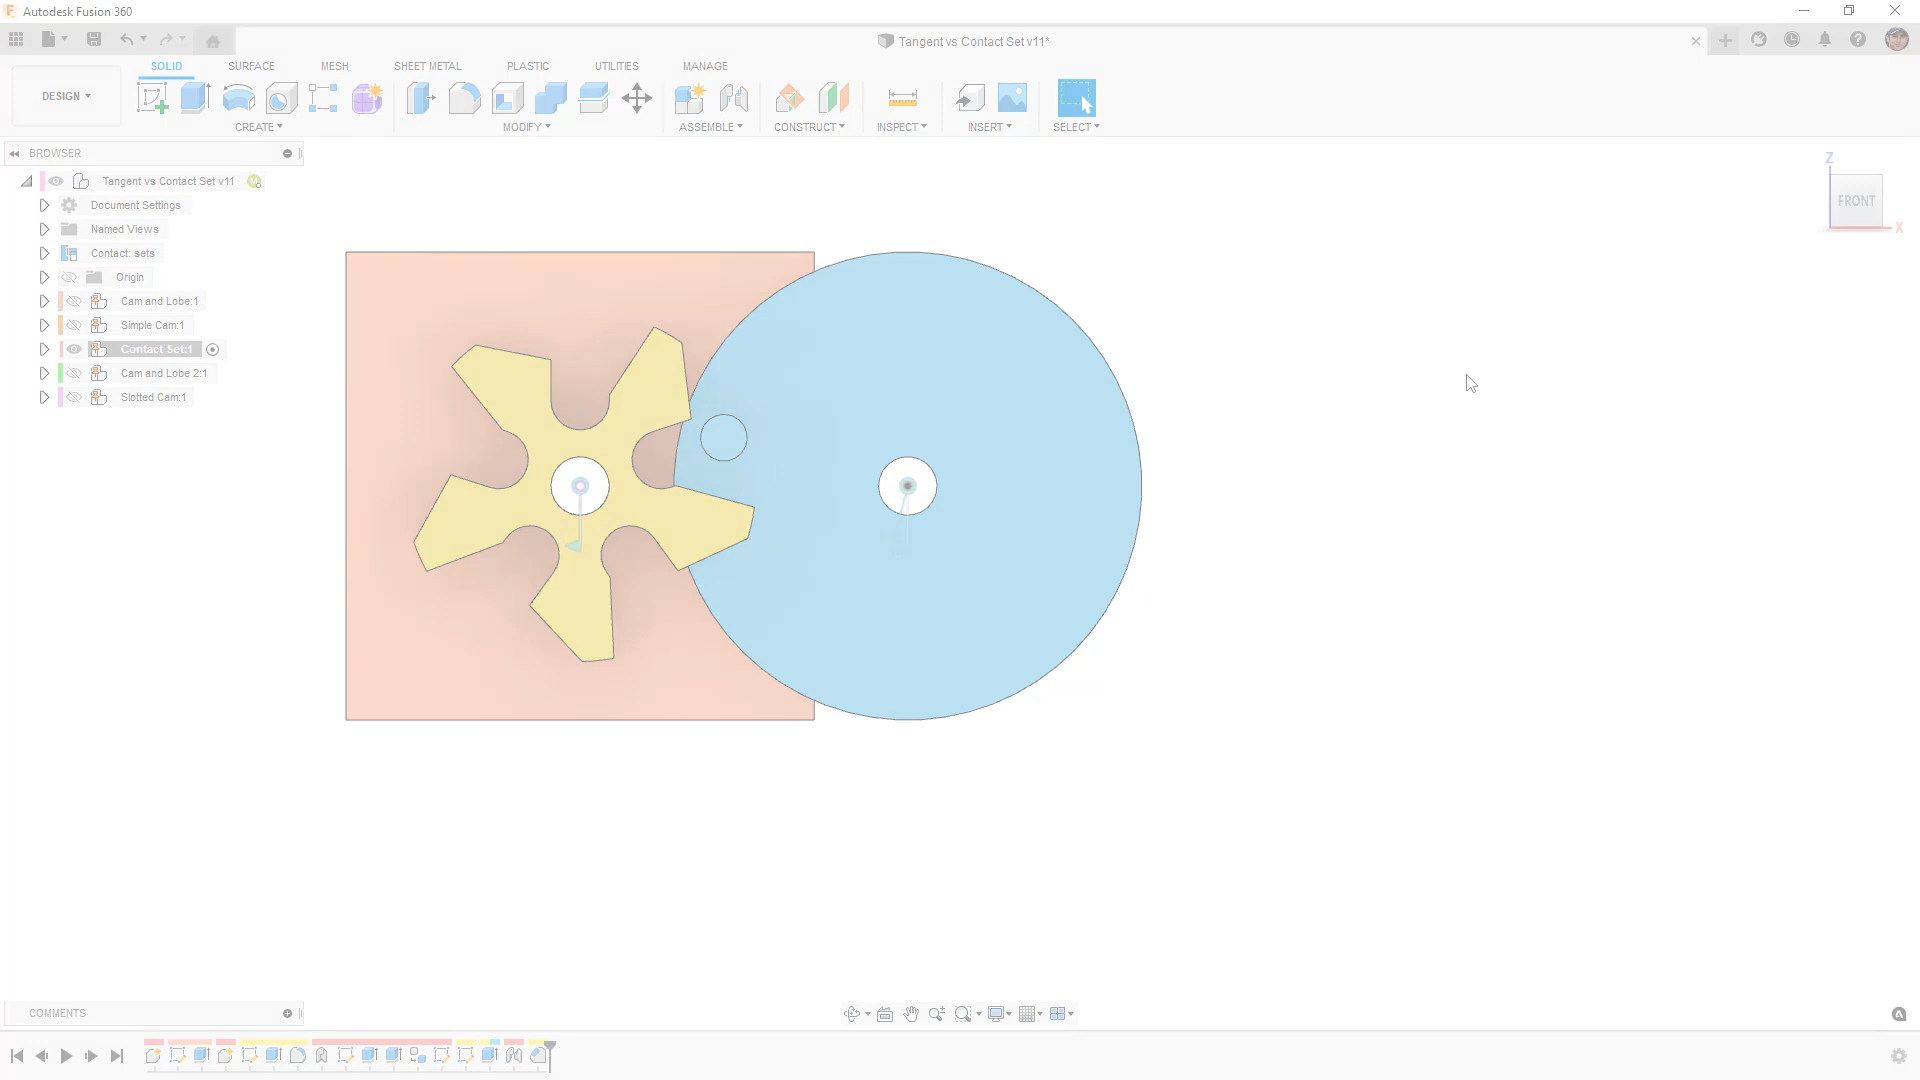 Autodesk Fusion 360
Tangent vs Contact Set v11*
SOLID SURFACE MESH SHEET METAL PLASTIC UTILITIES MANAGE
DESIGN
CREATE MODIFY ASSEMBLE CONSTRUCT INSPECT INSERT SELECT
BROWSER
Tangent vs Contact Set v11
Document Settings
Named Views
Contact: sets
Origin
Cam and Lobe:1
Simple Cam:1
Contact Set:1
Cam and Lobe 2:1
Slotted Cam:1
Z
FRONT
X
COMMENTS